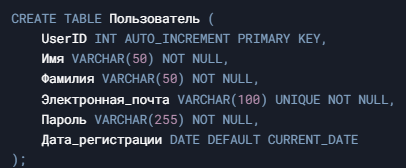 CREATE TABLE Пользователь (
    UserID INT AUTO_INCREMENT PRIMARY KEY,
    Имя VARCHAR(50) NOT NULL,
    Фамилия VARCHAR(50) NOT NULL,
    Электронная_почта VARCHAR(100) UNIQUE NOT NULL,
    Пароль VARCHAR(255) NOT NULL,
    Дата_регистрации DATE DEFAULT CURRENT_DATE
);